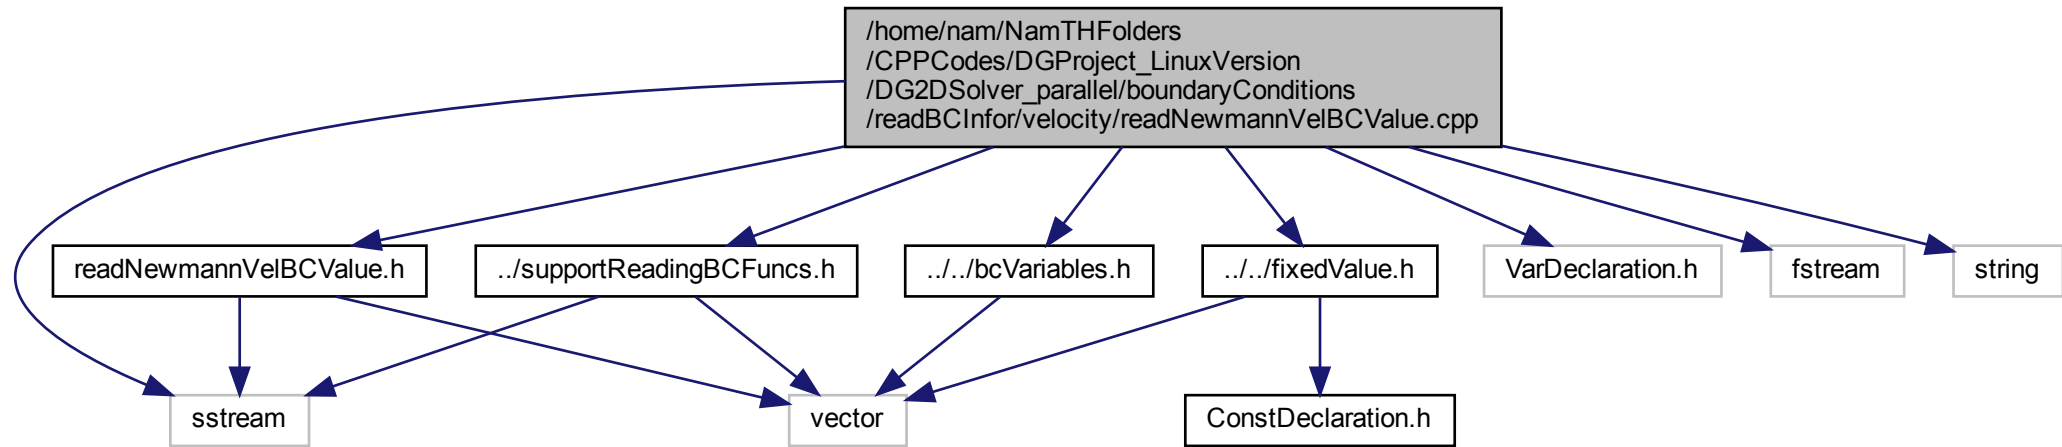 /home/nam/NamTHFolders
/CPPCodes/DGProject_LinuxVersion
/DG2DSolver_parallel/boundaryConditions
/readBCInfor/velocity/readNewmannVelBCValue.cpp
readNewmannVelBCValue.h
../supportReadingBCFuncs.h
../../bcVariables.h
../../fixedValue.h
VarDeclaration.h
fstream
string
sstream
vector
ConstDeclaration.h